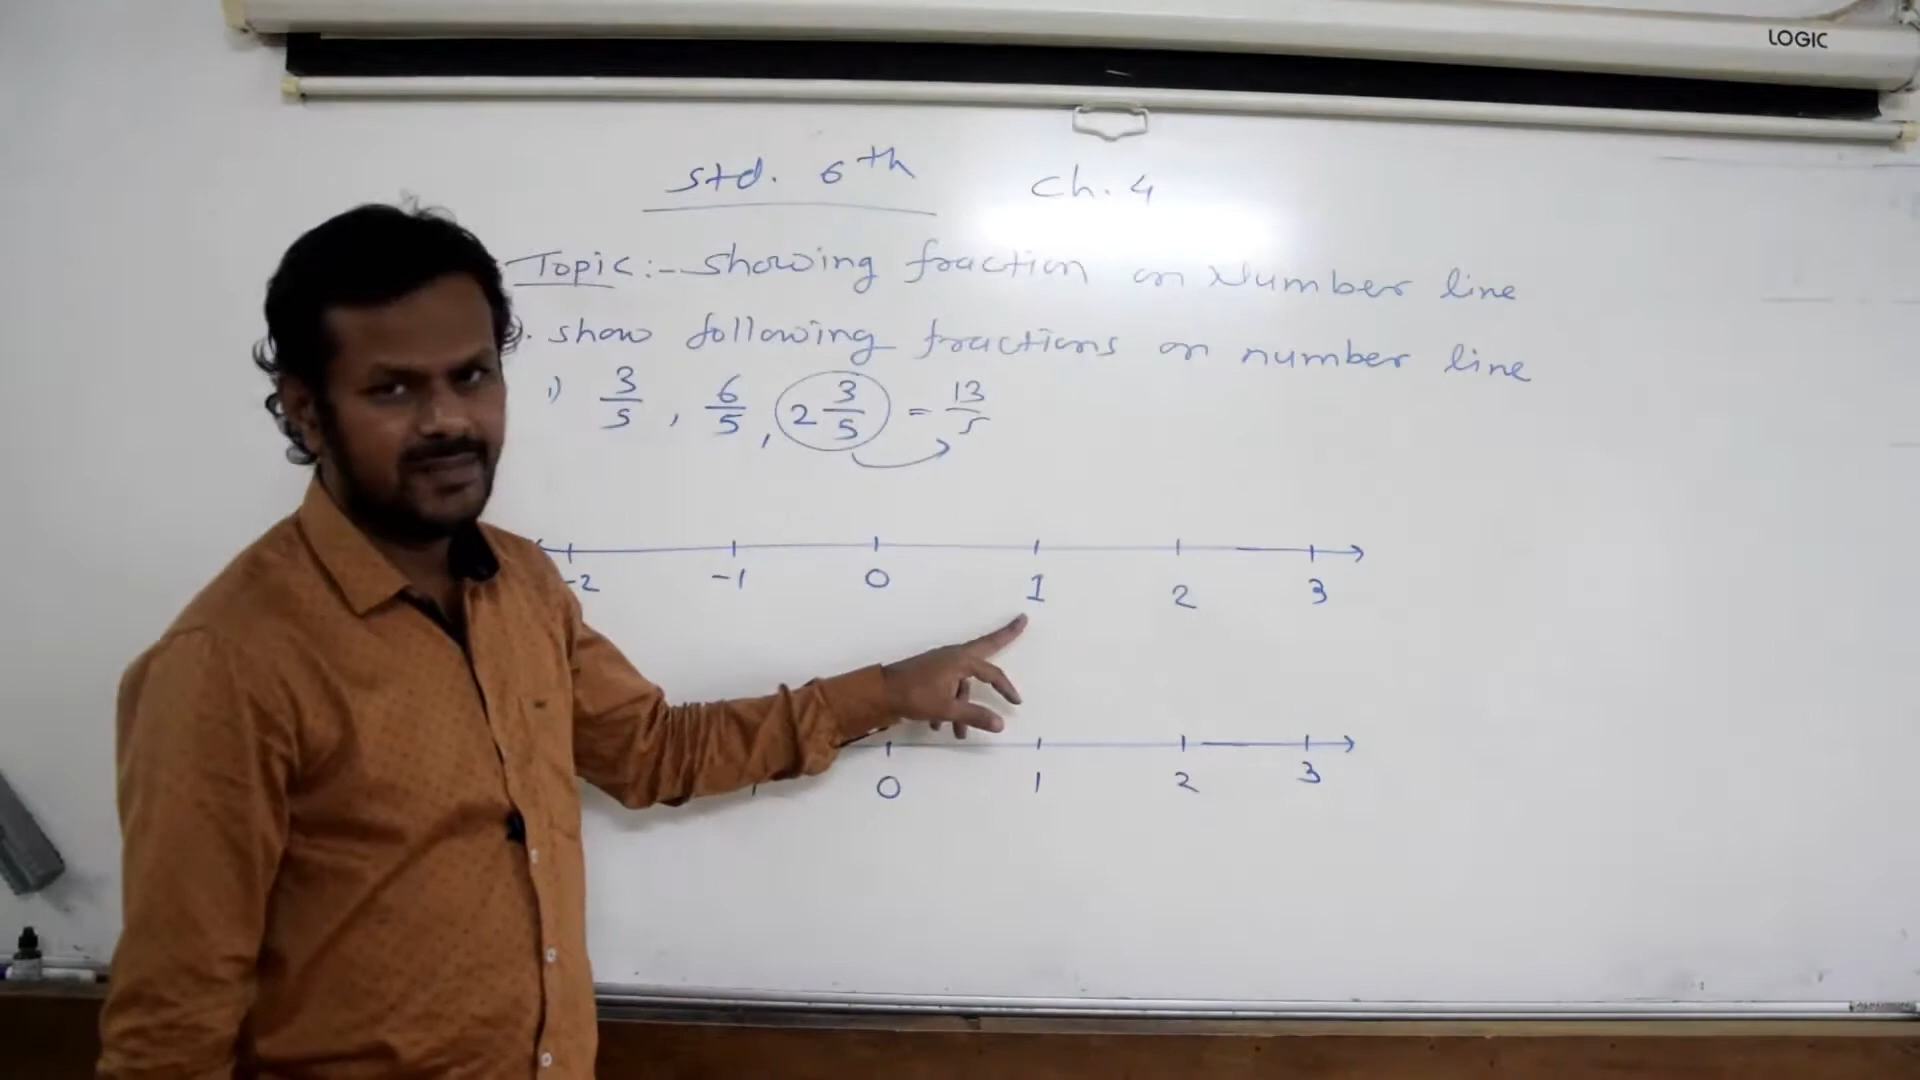 LOGIC
Std. 6th Ch. 4
Topic:- Showing fraction on Number line
. show following fractions on number line
1) 3/5 , 6/5 , 2 3/5 = 13/5
-2 -1 0 1 2 3
0 1 2 3